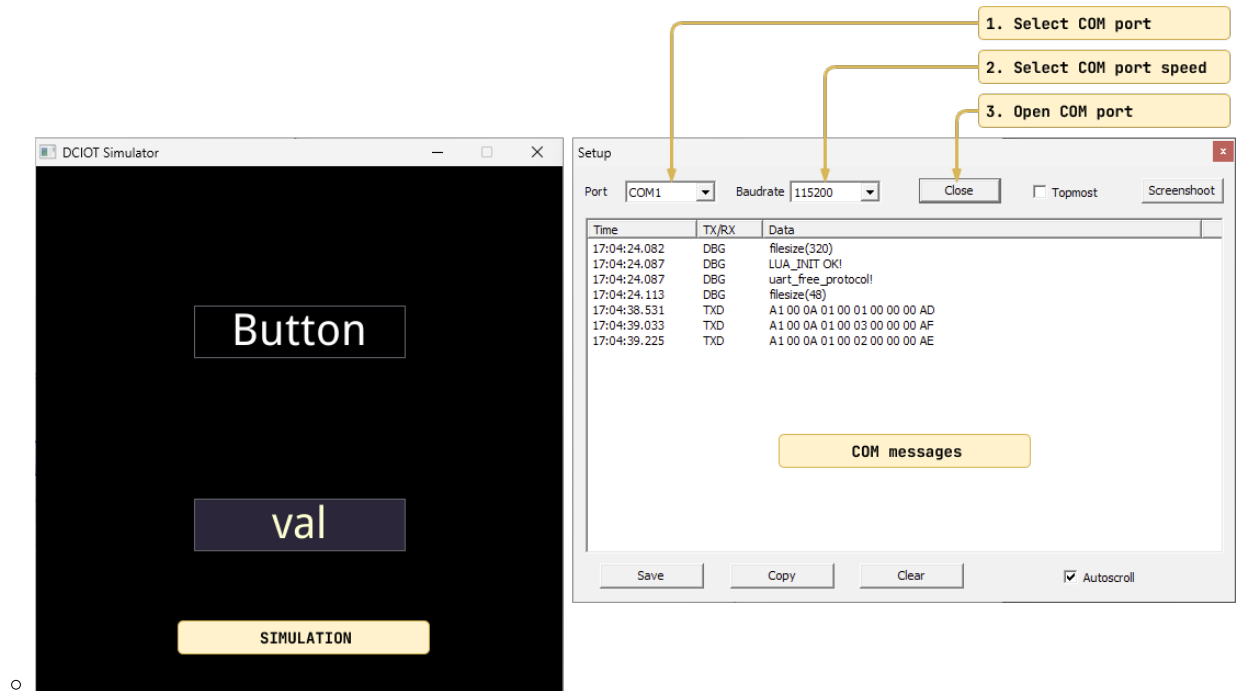 1. Select COM port
2. Select COM port speed
3. Open COM port
DCIOT Simulator
Button
val
SIMULATION
Setup
Port COM1 Baudrate 115200 Close Topmost Screenshoot
Time TX/RX Data
17:04:24.082 DBG filesize(320)
17:04:24.087 DBG LUA_INIT OK!
17:04:24.087 DBG uart_free_protocol!
17:04:24.113 DBG filesize(48)
17:04:38.531 TXD A1 00 0A 01 00 01 00 00 00 AD
17:04:39.033 TXD A1 00 0A 01 00 03 00 00 00 AF
17:04:39.225 TXD A1 00 0A 01 00 02 00 00 00 AE
COM messages
Save Copy Clear Autoscroll